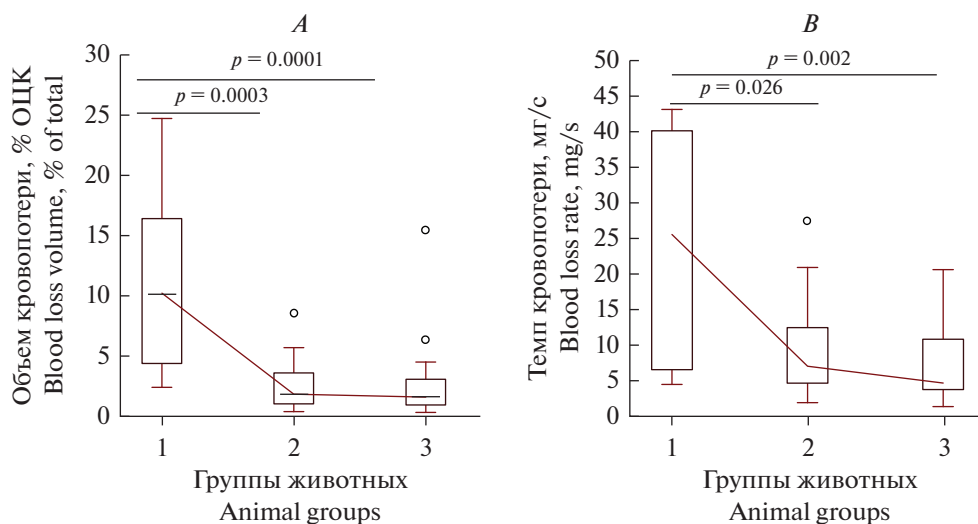 A
Объем кровопотери, % ОЦК
Blood loss volume, % of total
30
25
20
15
10
5
0
p = 0.0001
p = 0.0003
1 2 3
Группы животных
Animal groups
B
Темп кровопотери, мг/с
Blood loss rate, mg/s
50
45
40
35
30
25
20
15
10
5
0
p = 0.002
p = 0.026
1 2 3
Группы животных
Animal groups